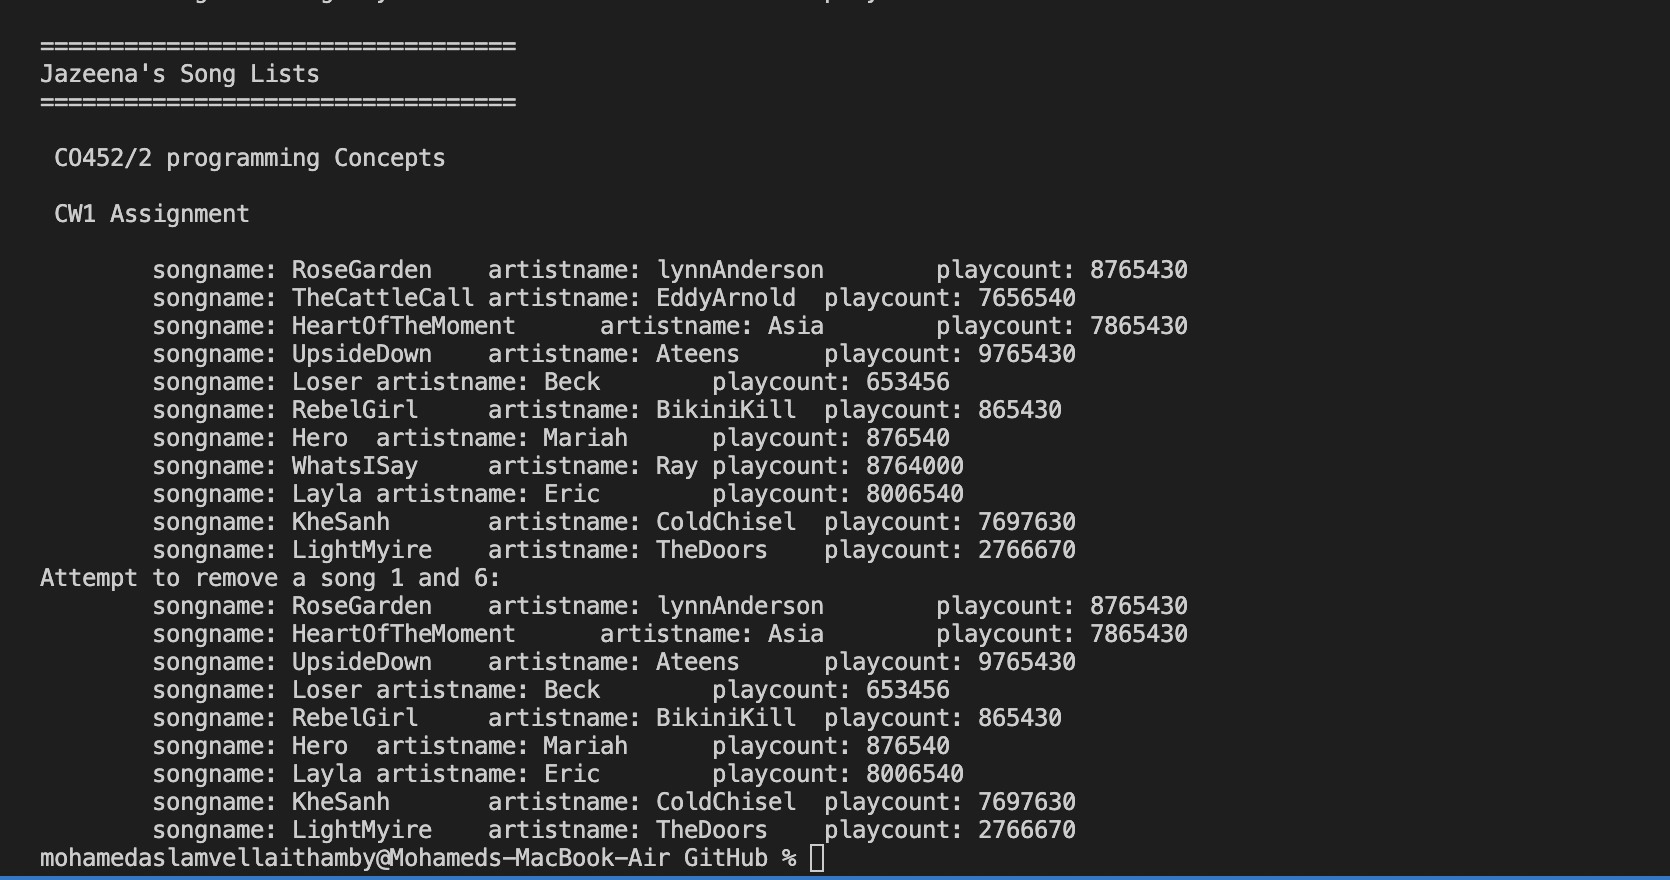 ==================================
Jazeena's Song Lists
==================================
CO452/2 programming Concepts
CW1 Assignment
songname: RoseGarden artistname: lynnAnderson playcount: 8765430
songname: TheCattleCall artistname: EddyArnold playcount: 7656540
songname: HeartOfTheMoment artistname: Asia playcount: 7865430
songname: UpsideDown artistname: Ateens playcount: 9765430
songname: Loser artistname: Beck playcount: 653456
songname: RebelGirl artistname: BikiniKill playcount: 865430
songname: Hero artistname: Mariah playcount: 876540
songname: WhatsISay artistname: Ray playcount: 8764000
songname: Layla artistname: Eric playcount: 8006540
songname: KheSanh artistname: ColdChisel playcount: 7697630
songname: LightMyire artistname: TheDoors playcount: 2766670
Attempt to remove a song 1 and 6:
songname: RoseGarden artistname: lynnAnderson playcount: 8765430
songname: HeartOfTheMoment artistname: Asia playcount: 7865430
songname: UpsideDown artistname: Ateens playcount: 9765430
songname: Loser artistname: Beck playcount: 653456
songname: RebelGirl artistname: BikiniKill playcount: 865430
songname: Hero artistname: Mariah playcount: 876540
songname: Layla artistname: Eric playcount: 8006540
songname: KheSanh artistname: ColdChisel playcount: 7697630
songname: LightMyire artistname: TheDoors playcount: 2766670
mohamedaslamvellaithamby@Mohameds-MacBook-Air GitHub %